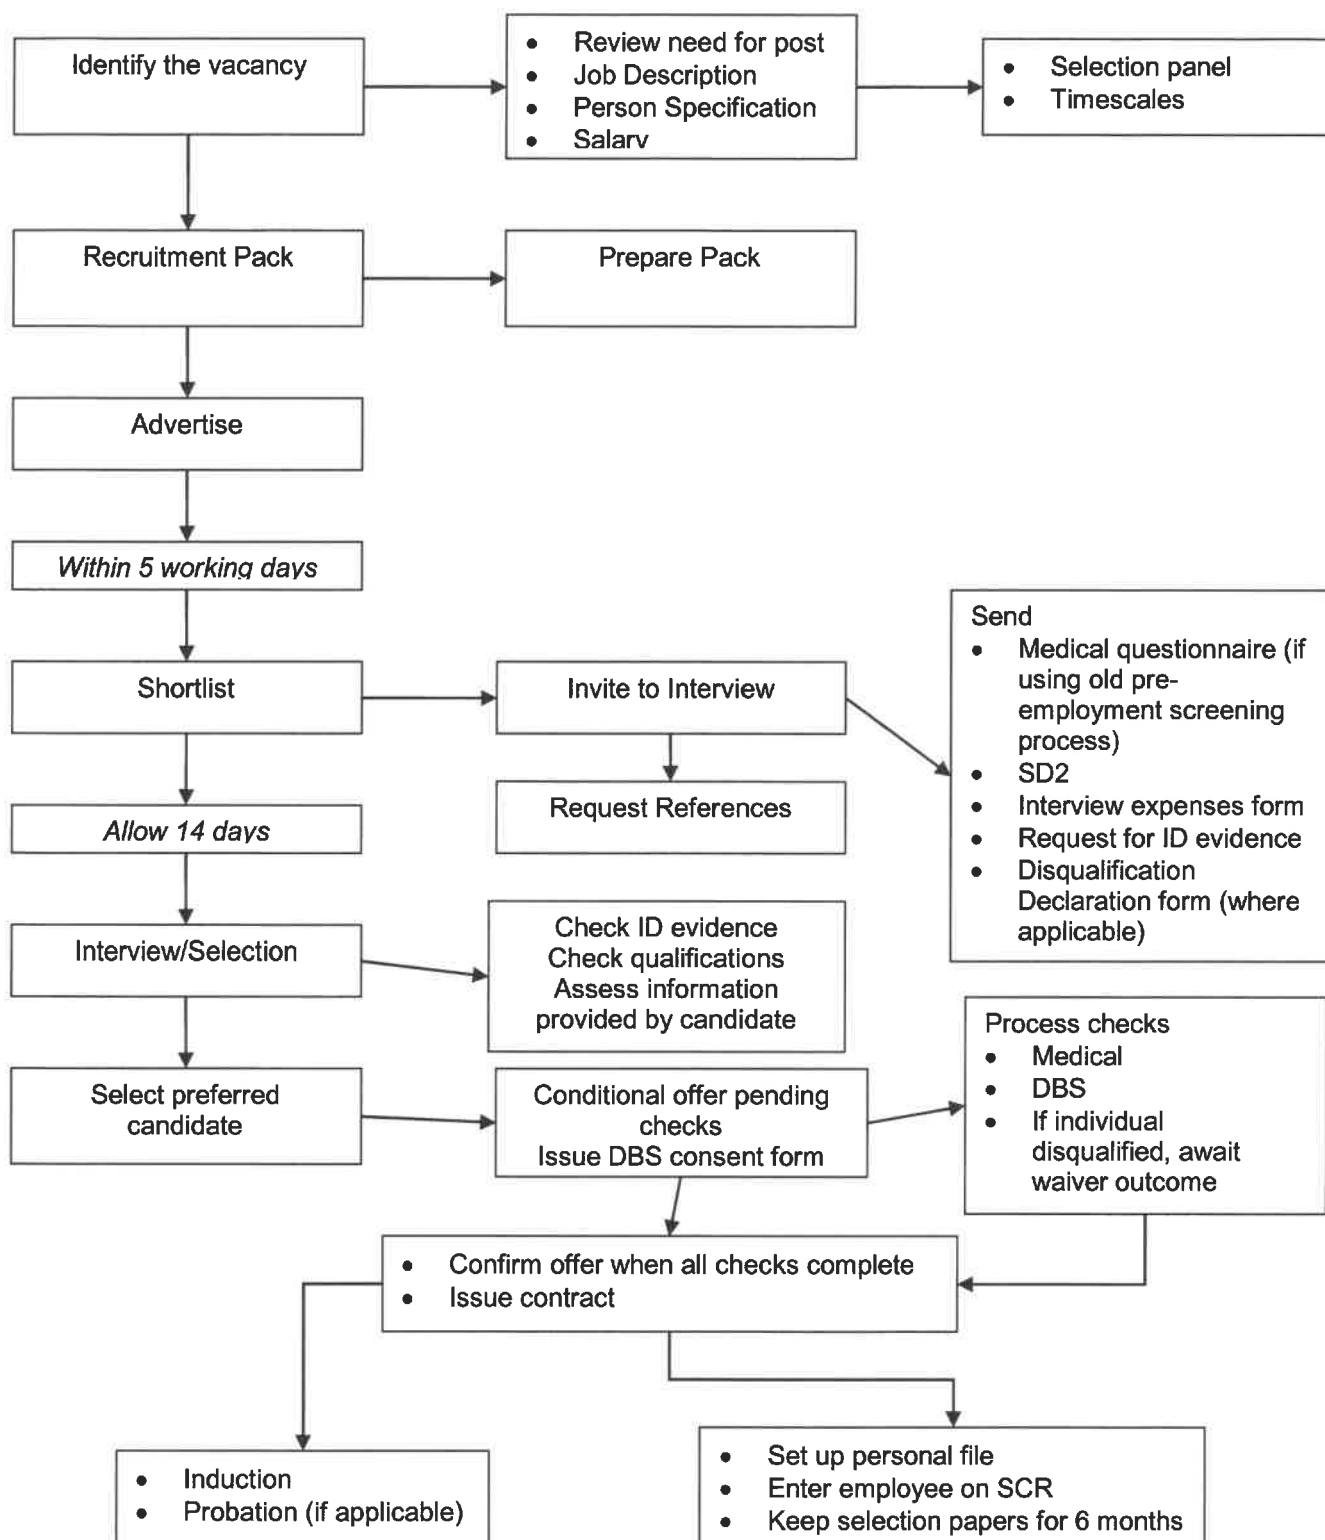 Identify the vacancy
• Review need for post
• Job Description
• Person Specification
• Salary
• Selection panel
• Timescales
Recruitment Pack
Prepare Pack
Advertise
Within 5 working days
Shortlist
Invite to Interview
Send
• Medical questionnaire (if
using old pre-
employment screening
process)
• SD2
• Interview expenses form
• Request for ID evidence
• Disqualification
Declaration form (where
applicable)
Request References
Allow 14 days
Interview/Selection
Check ID evidence
Check qualifications
Assess information
provided by candidate
Select preferred
candidate
Conditional offer pending
checks
Issue DBS consent form
Process checks
• Medical
• DBS
• If individual
disqualified, await
waiver outcome
• Confirm offer when all checks complete
• Issue contract
• Induction
• Probation (if applicable)
• Set up personal file
• Enter employee on SCR
• Keep selection papers for 6 months